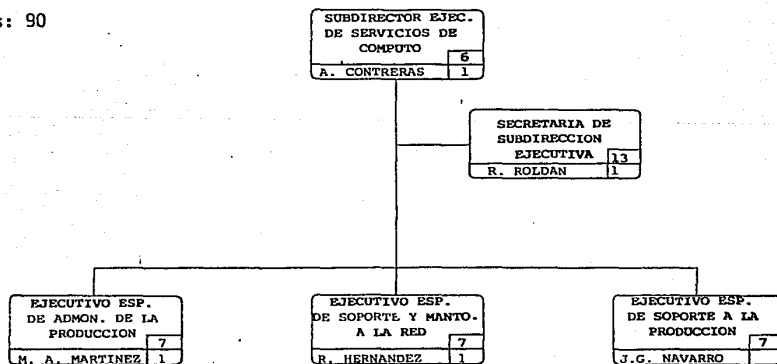 s: 90
SUBDIRECTOR EJEC.
DE SERVICIOS DE
COMPUTO
6
A. CONTRERAS 1
SECRETARIA DE
SUBDIRECCION
EJECUTIVA 13
R. ROLDAN 1
EJECUTIVO ESP.
DE ADMON. DE LA
PRODUCCION
7
M. A. MARTINEZ 1
EJECUTIVO ESP.
DE SOPORTE Y MANTO.
A LA RED
7
R. HERNANDEZ 1
EJECUTIVO ESP.
DE SOPORTE A LA
PRODUCCION
7
J.G. NAVARRO